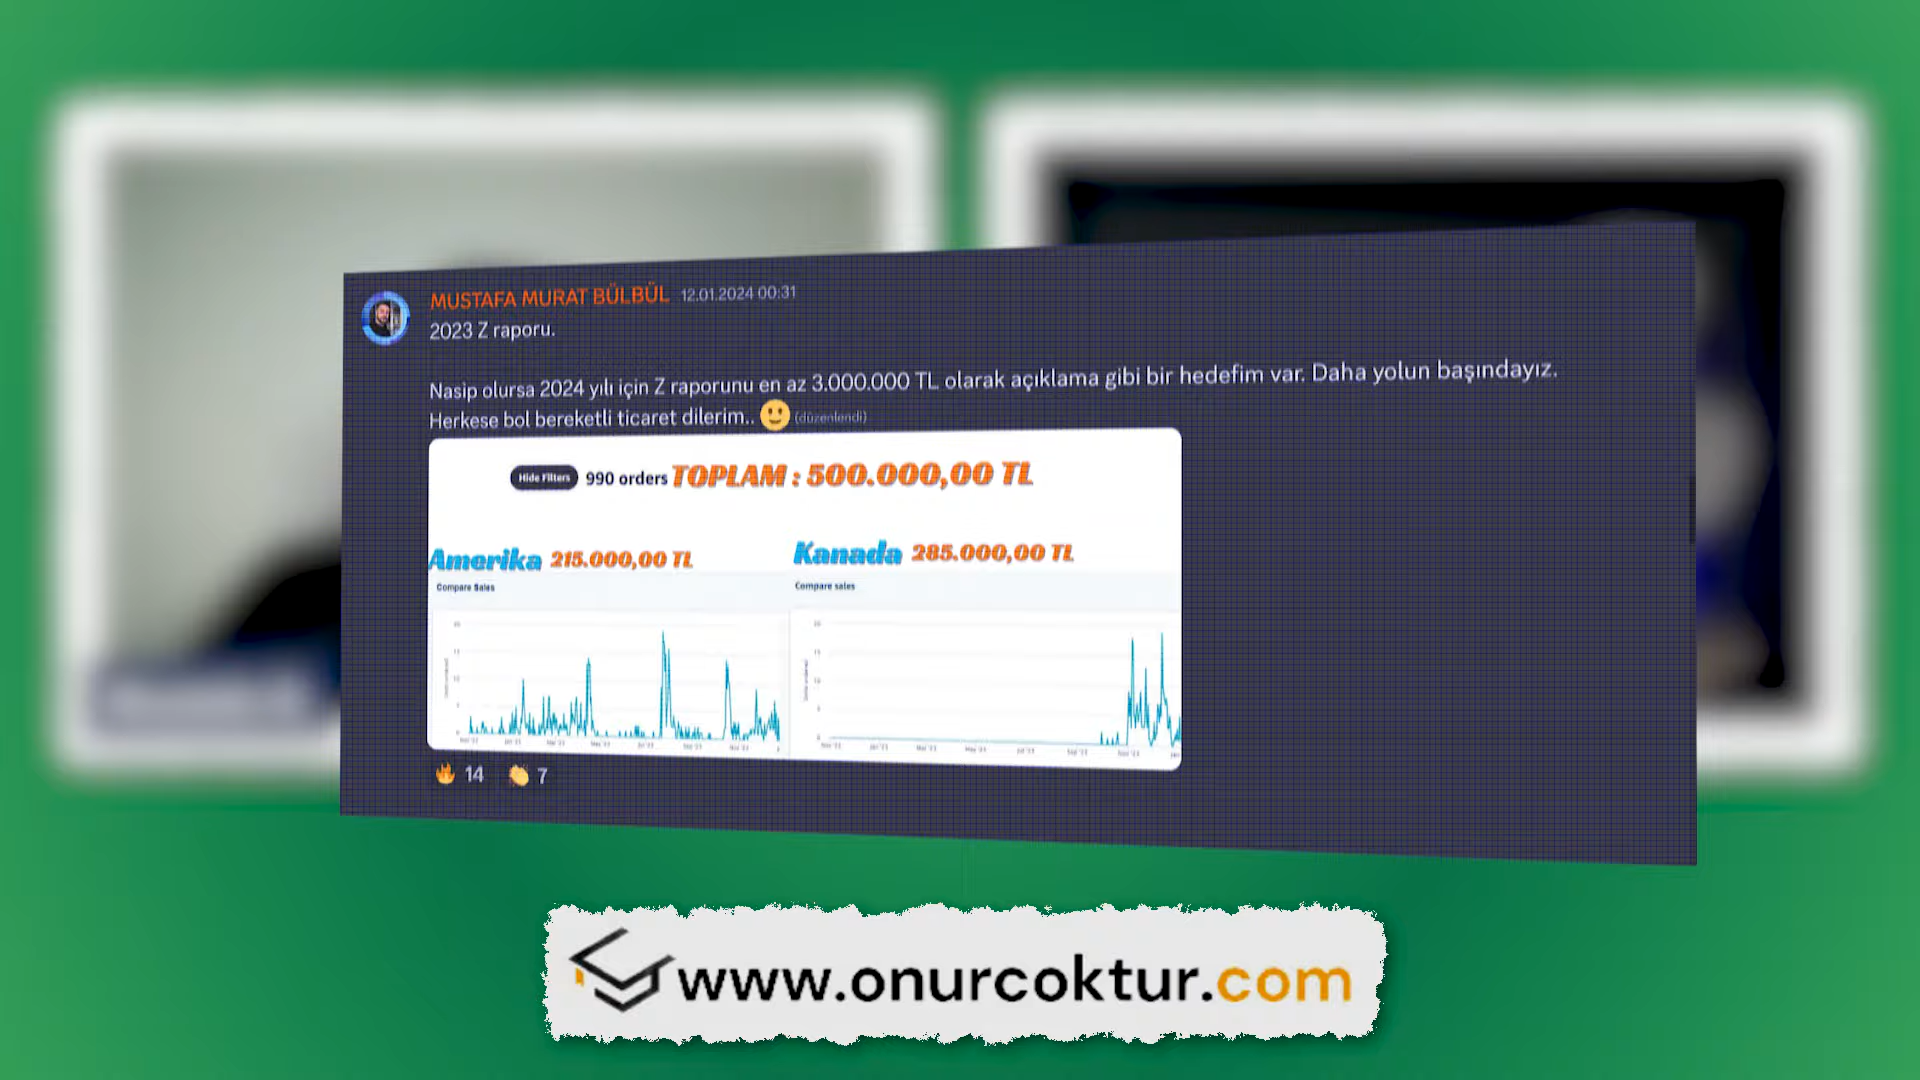 MUSTAFA MURAT BÜLBÜL 12.01.2024 00:31
2023 Z raporu.
Nasip olursa 2024 yılı için Z raporunu en az 3.000.000 TL olarak açıklama gibi bir hedefim var. Daha yolun başındayız.
Herkese bol bereketli ticaret dilerim.. (düzenlendi)
Hide Filters 990 orders TOPLAM : 500.000,00 TL
Amerika 215.000,00 TL
Kanada 285.000,00 TL
Compare Sales
Compare sales
14 7
www.onurcoktur.com